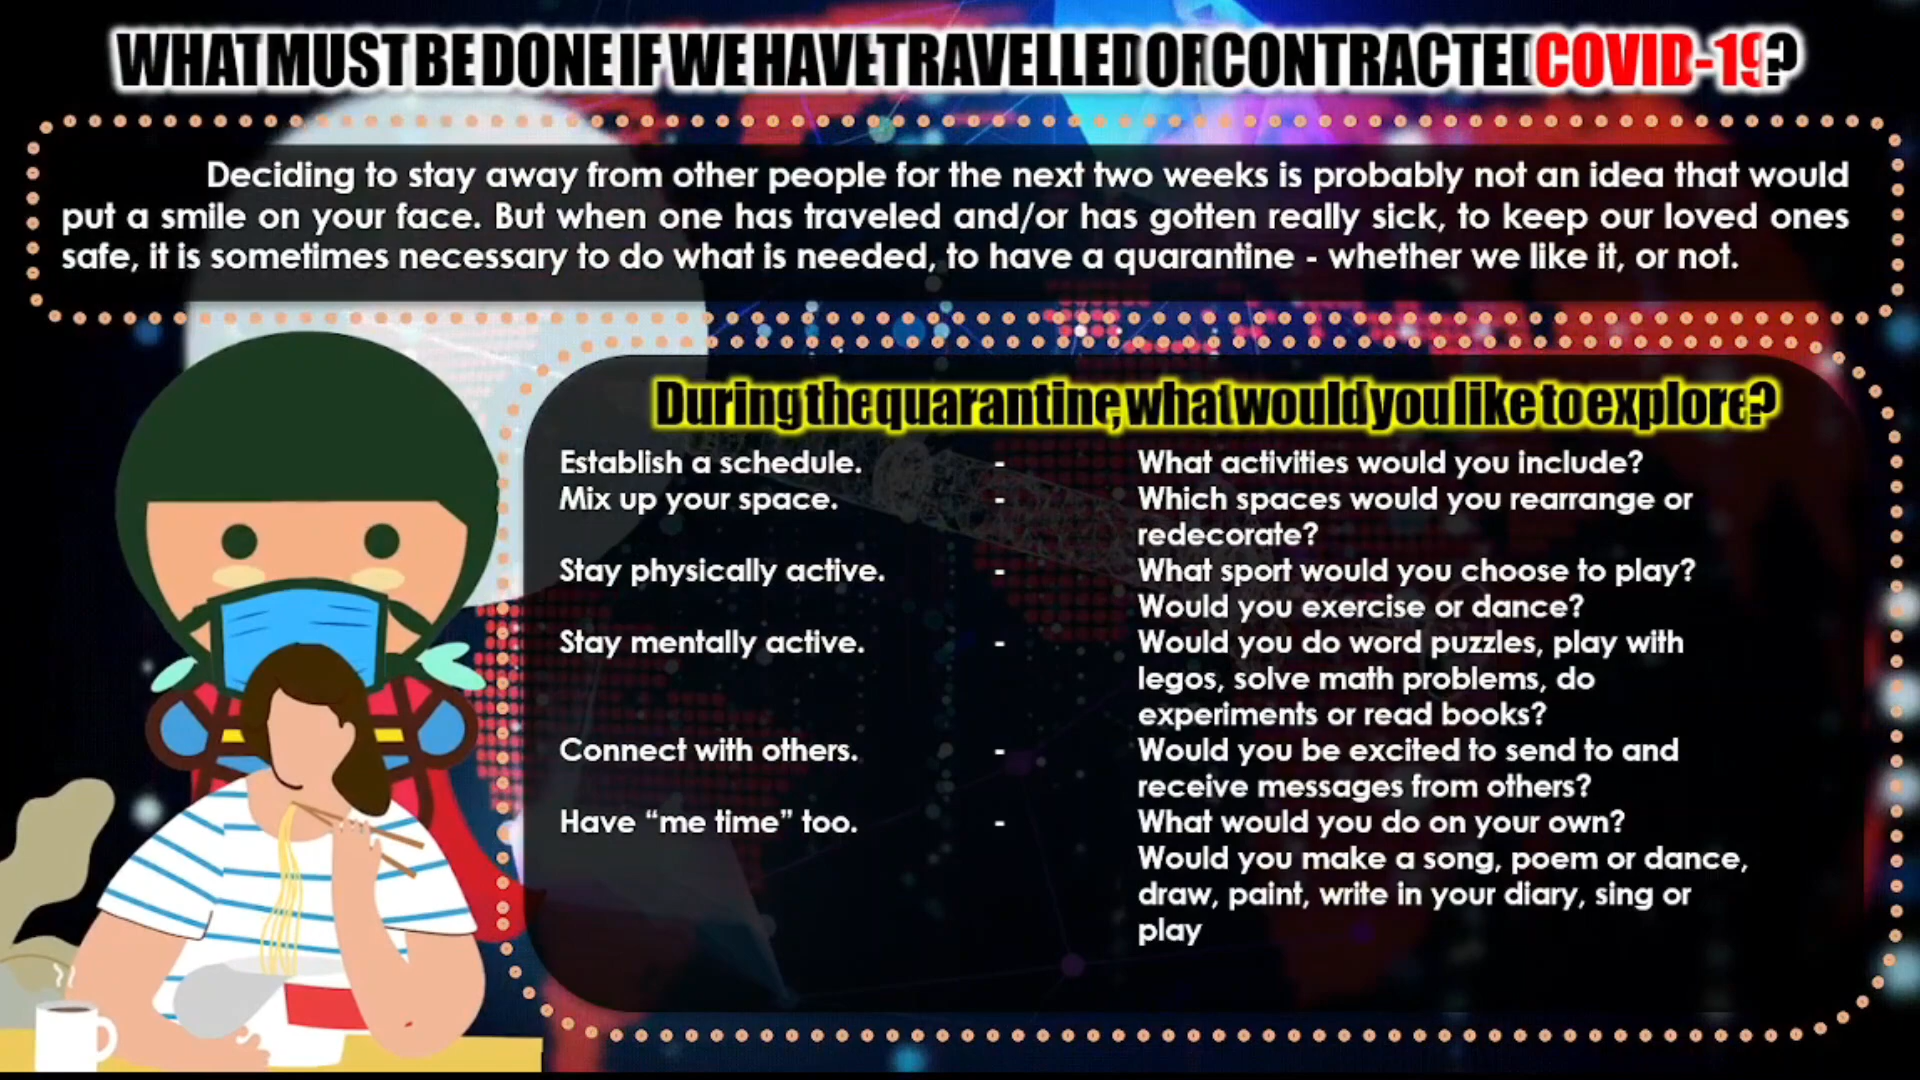 WHAT MUST BE DONE IF WE HAVE TRAVELLED OR CONTRACTED COVID-19?
Deciding to stay away from other people for the next two weeks is probably not an idea that would
put a smile on your face. But when one has traveled and/or has gotten really sick, to keep our loved ones
safe, it is sometimes necessary to do what is needed, to have a quarantine - whether we like it, or not.
During the quarantine, what would you like to explore?
Establish a schedule. - What activities would you include?
Mix up your space. - Which spaces would you rearrange or
redecorate?
Stay physically active. - What sport would you choose to play?
Would you exercise or dance?
Stay mentally active. - Would you do word puzzles, play with
legos, solve math problems, do
experiments or read books?
Connect with others. - Would you be excited to send to and
receive messages from others?
Have “me time” too. - What would you do on your own?
Would you make a song, poem or dance,
draw, paint, write in your diary, sing or
play